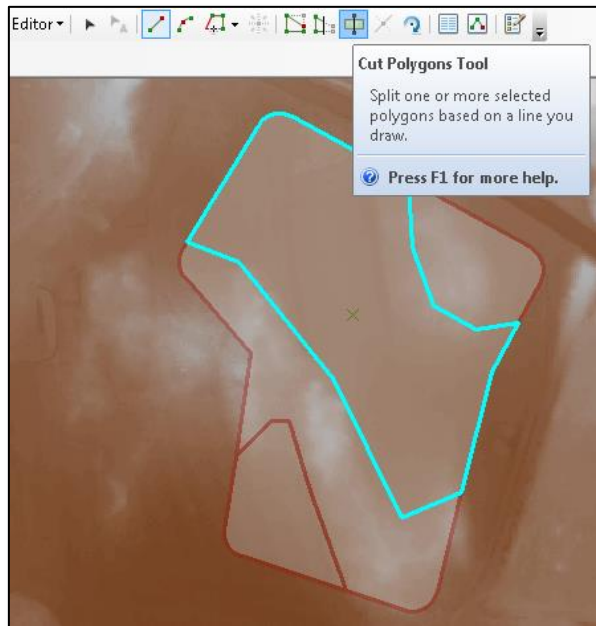 Editor
Cut Polygons Tool
Split one or more selected
polygons based on a line you
draw.
Press F1 for more help.